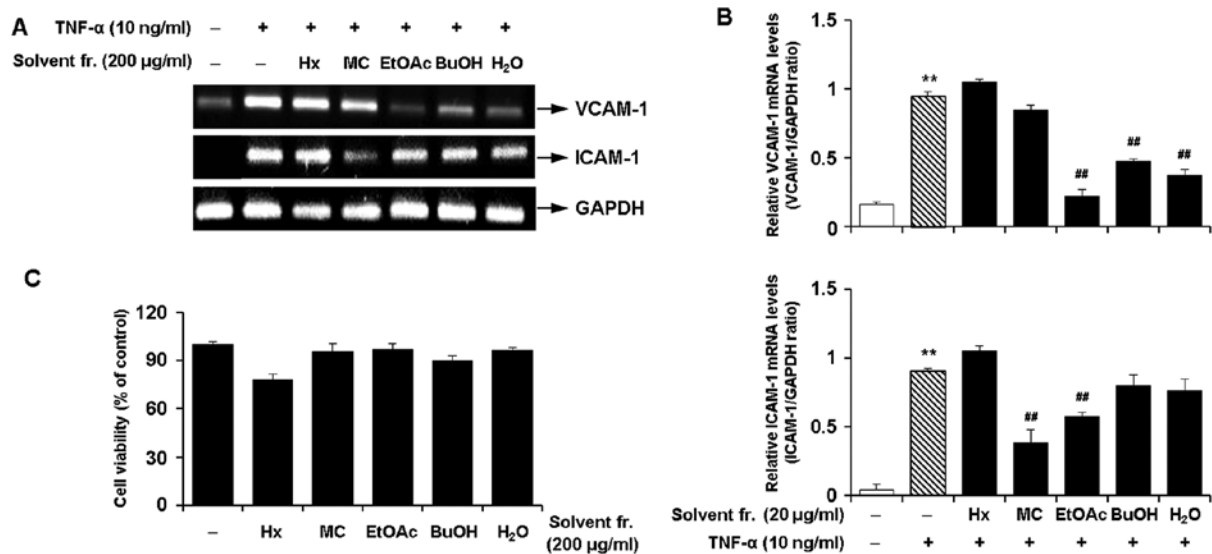 A
TNF-α (10 ng/ml) – + + + + + +
Solvent fr. (200 µg/ml) – – Hx MC EtOAc BuOH H₂O
VCAM-1
ICAM-1
GAPDH
B
Relative VCAM-1 mRNA levels
(VCAM-1/GAPDH ratio)
1.5
1
0.5
0
**
##
##
##
Relative ICAM-1 mRNA levels
(ICAM-1/GAPDH ratio)
1.5
1
0.5
0
**
##
##
Solvent fr. (20 µg/ml) – – Hx MC EtOAc BuOH H₂O
TNF-α (10 ng/ml) – + + + + + +
C
Cell viability (% of control)
120
90
60
30
0
– Hx MC EtOAc BuOH H₂O
Solvent fr.
(200 µg/ml)